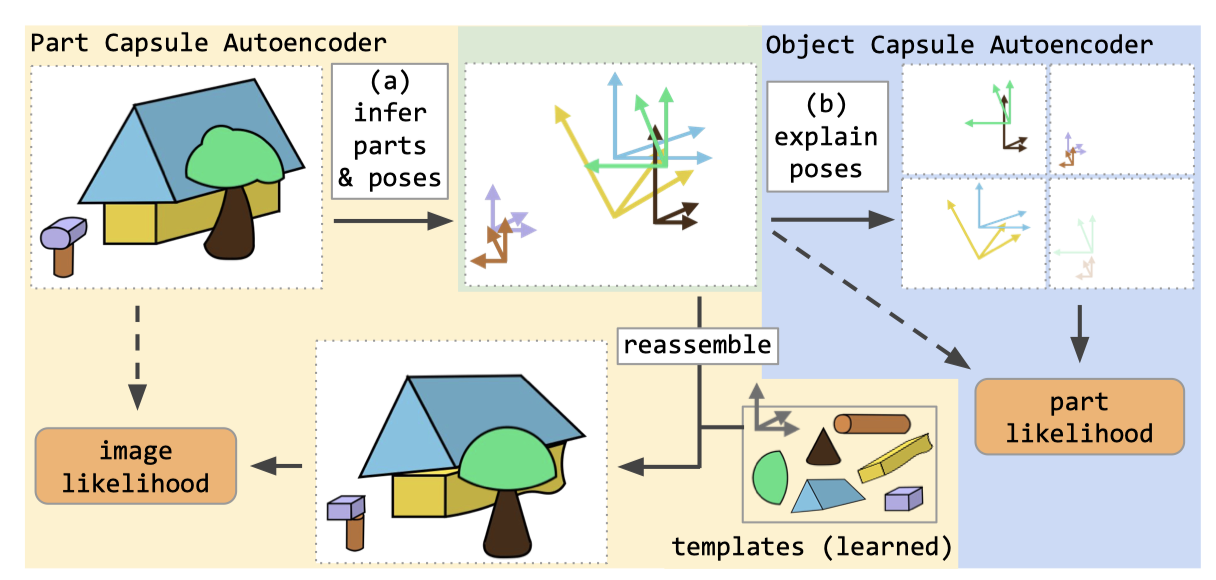 Part Capsule Autoencoder
Object Capsule Autoencoder
(a)
infer
parts
& poses
(b)
explain
poses
reassemble
part
likelihood
image
likelihood
templates (learned)